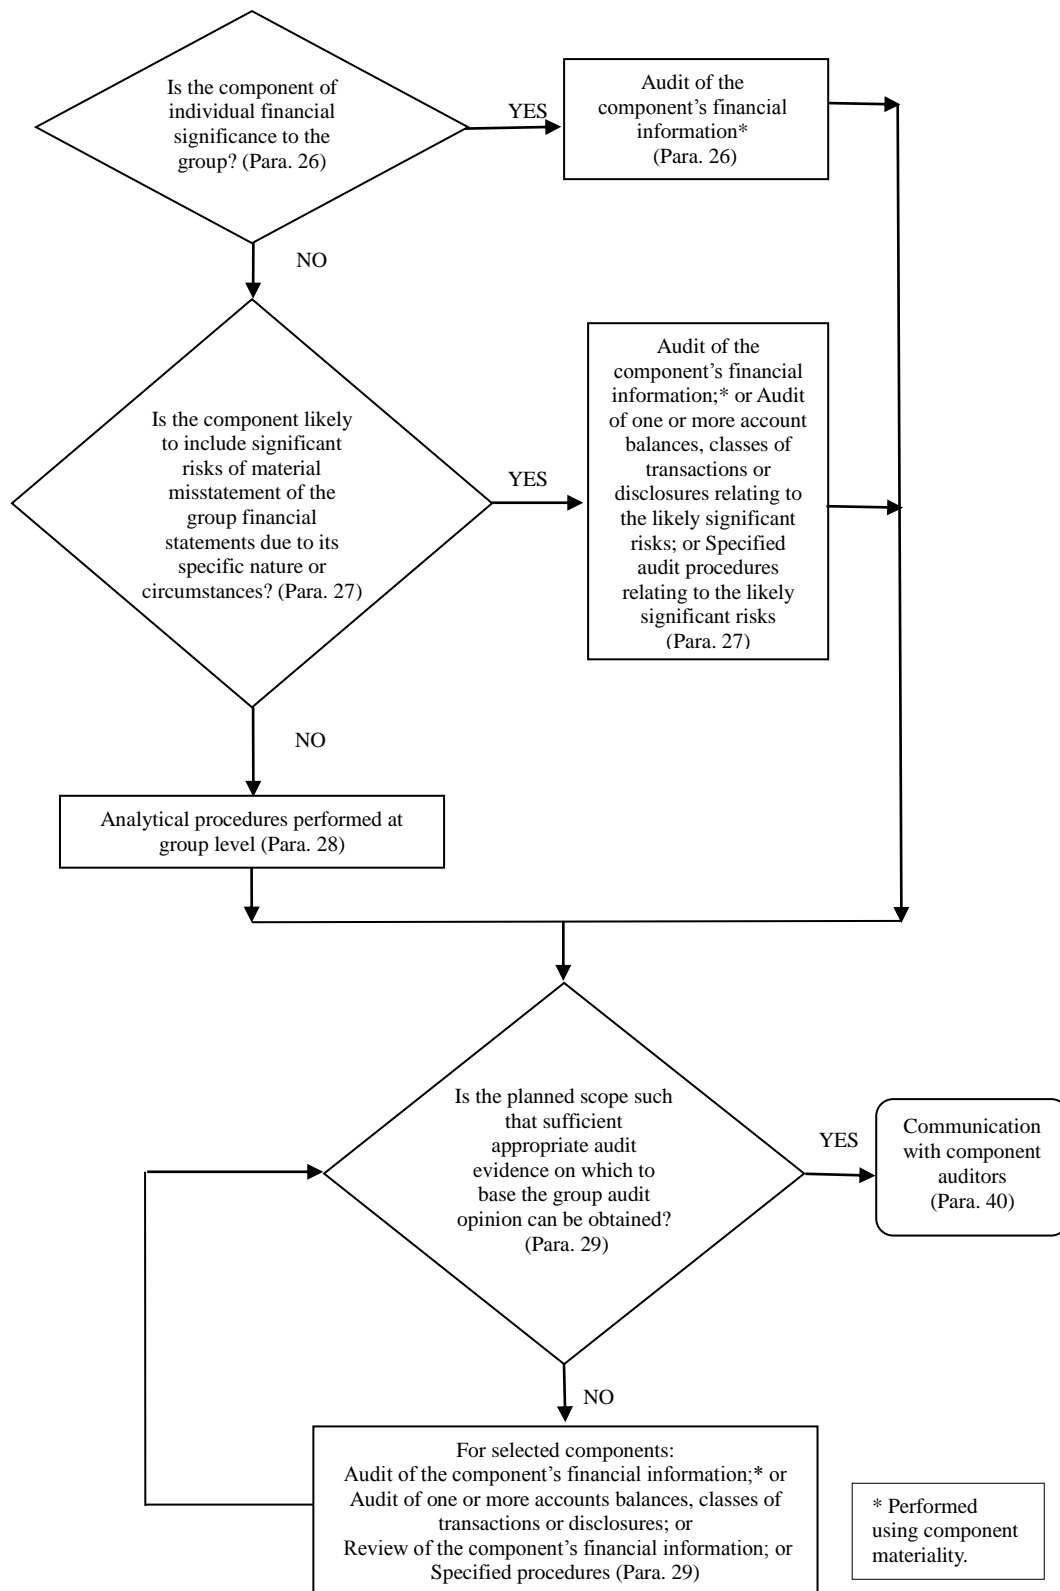 Is the component of
individual financial
significance to the
group? (Para. 26)
YES
Audit of the
component’s financial
information*
(Para. 26)
NO
Is the component likely
to include significant
risks of material
misstatement of the
group financial
statements due to its
specific nature or
circumstances? (Para. 27)
YES
Audit of the
component’s financial
information;* or Audit
of one or more account
balances, classes of
transactions or
disclosures relating to
the likely significant
risks; or Specified
audit procedures
relating to the likely
significant risks
(Para. 27)
NO
Analytical procedures performed at
group level (Para. 28)
Is the planned scope such
that sufficient
appropriate audit
evidence on which to
base the group audit
opinion can be obtained?
(Para. 29)
YES
Communication
with component
auditors
(Para. 40)
NO
For selected components:
Audit of the component’s financial information;* or
Audit of one or more accounts balances, classes of
transactions or disclosures; or
Review of the component’s financial information; or
Specified procedures (Para. 29)
* Performed
using component
materiality.